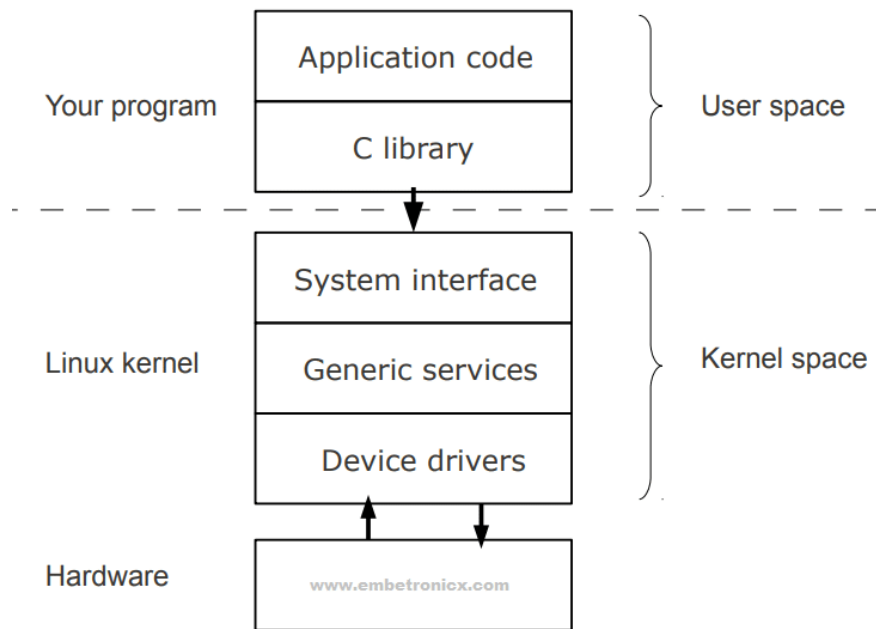 Application code
Your program
User space
C library
System interface
Linux kernel
Generic services
Kernel space
Device drivers
Hardware
www.embetronicx.com